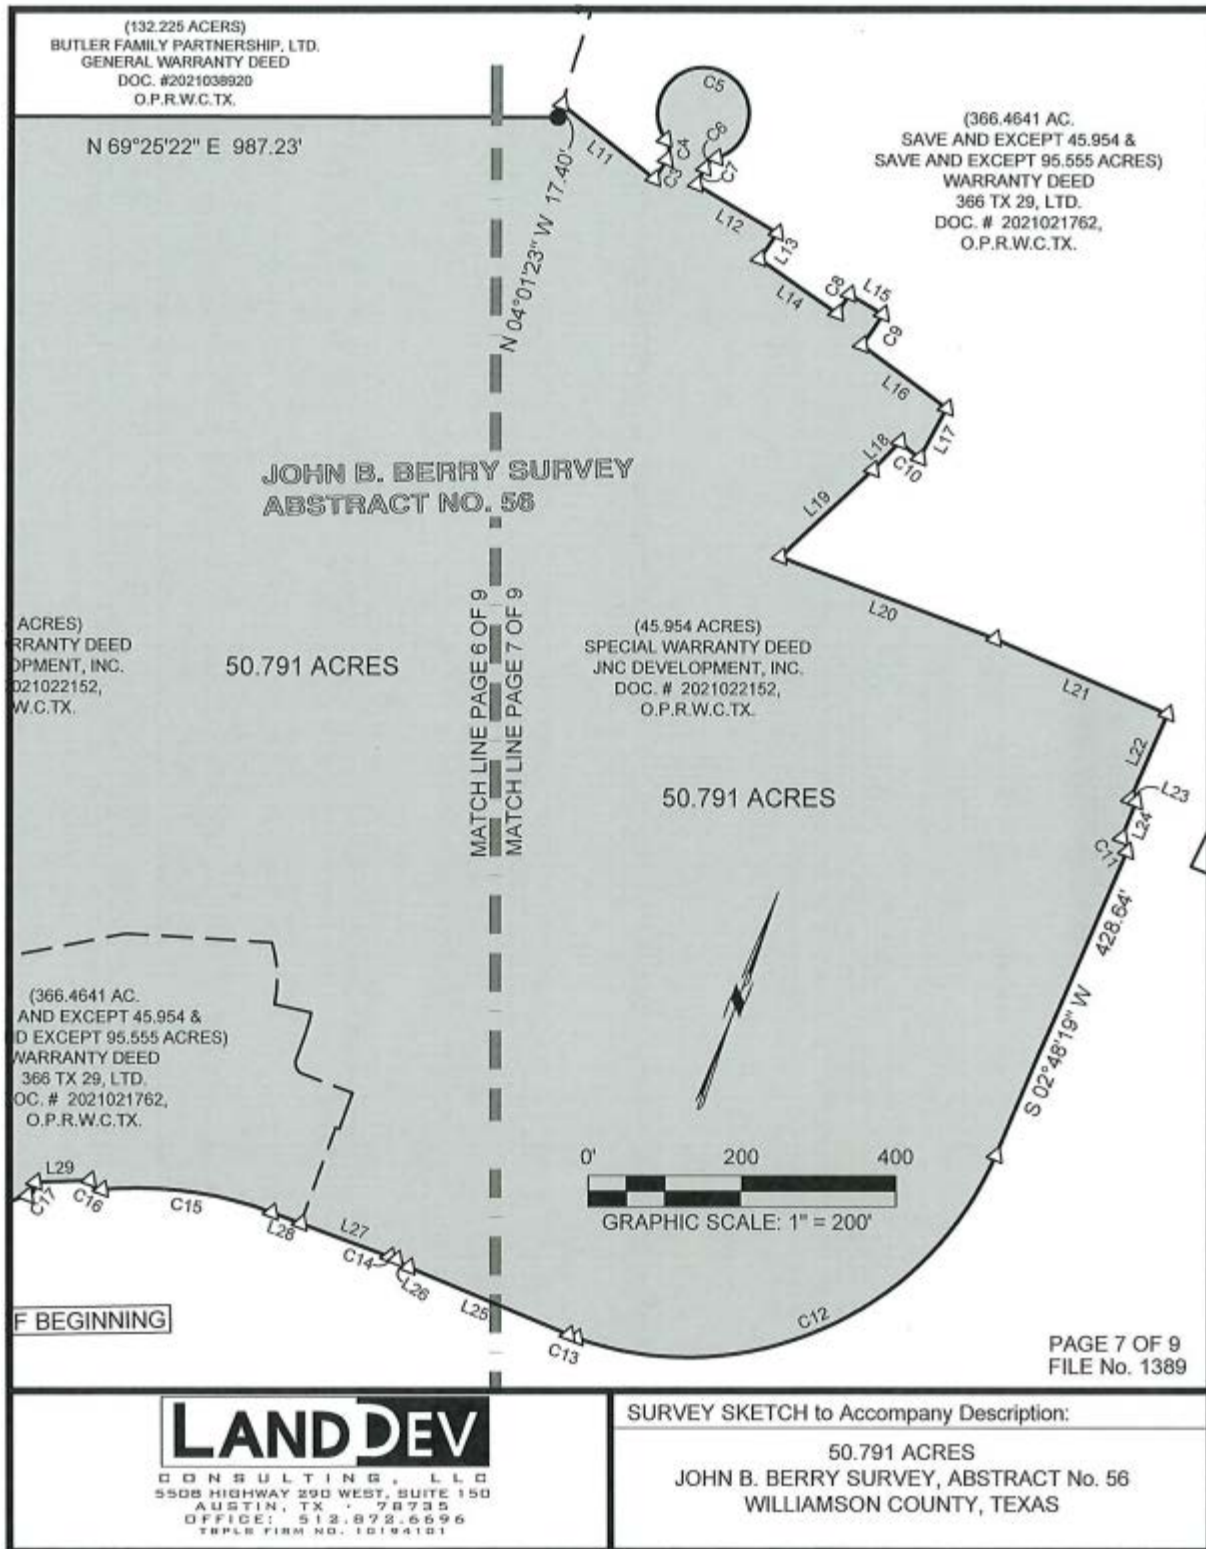 (132.225 ACERS)
BUTLER FAMILY PARTNERSHIP, LTD.
GENERAL WARRANTY DEED
DOC. #2021038920
O.P.R.W.C.TX.
N 69°25'22" E 987.23'
N 04°01'23" W 17.40'
L11
C3
C4
C5
C6
C7
(366.4641 AC.
SAVE AND EXCEPT 45.954 &
SAVE AND EXCEPT 95.555 ACRES)
WARRANTY DEED
366 TX 29, LTD.
DOC. # 2021021762,
O.P.R.W.C.TX.
L12
L13
L14
C8
L15
C9
L16
L17
C10
L18
L19
JOHN B. BERRY SURVEY
ABSTRACT NO. 56
L20
L21
L22
L23
L24
C11
ACRES)
RRANTY DEED
OPMENT, INC.
021022152,
W.C.TX.
50.791 ACRES
MATCH LINE PAGE 6 OF 9
MATCH LINE PAGE 7 OF 9
(45.954 ACRES)
SPECIAL WARRANTY DEED
JNC DEVELOPMENT, INC.
DOC. # 2021022152,
O.P.R.W.C.TX.
50.791 ACRES
S 02°48'19" W 428.64'
(366.4641 AC.
AND EXCEPT 45.954 &
D EXCEPT 95.555 ACRES)
WARRANTY DEED
366 TX 29, LTD.
OC. # 2021021762,
O.P.R.W.C.TX.
0' 200 400
GRAPHIC SCALE: 1" = 200'
L29
C17
C16
C15
L28
L27
C14
L26
L25
C13
C12
F BEGINNING
PAGE 7 OF 9
FILE No. 1389
LANDDEV
CONSULTING, LLC
5508 HIGHWAY 290 WEST, SUITE 150
AUSTIN, TX · 78735
OFFICE: 512.872.6696
TBPLS FIRM NO. 10194101
SURVEY SKETCH to Accompany Description:
50.791 ACRES
JOHN B. BERRY SURVEY, ABSTRACT No. 56
WILLIAMSON COUNTY, TEXAS